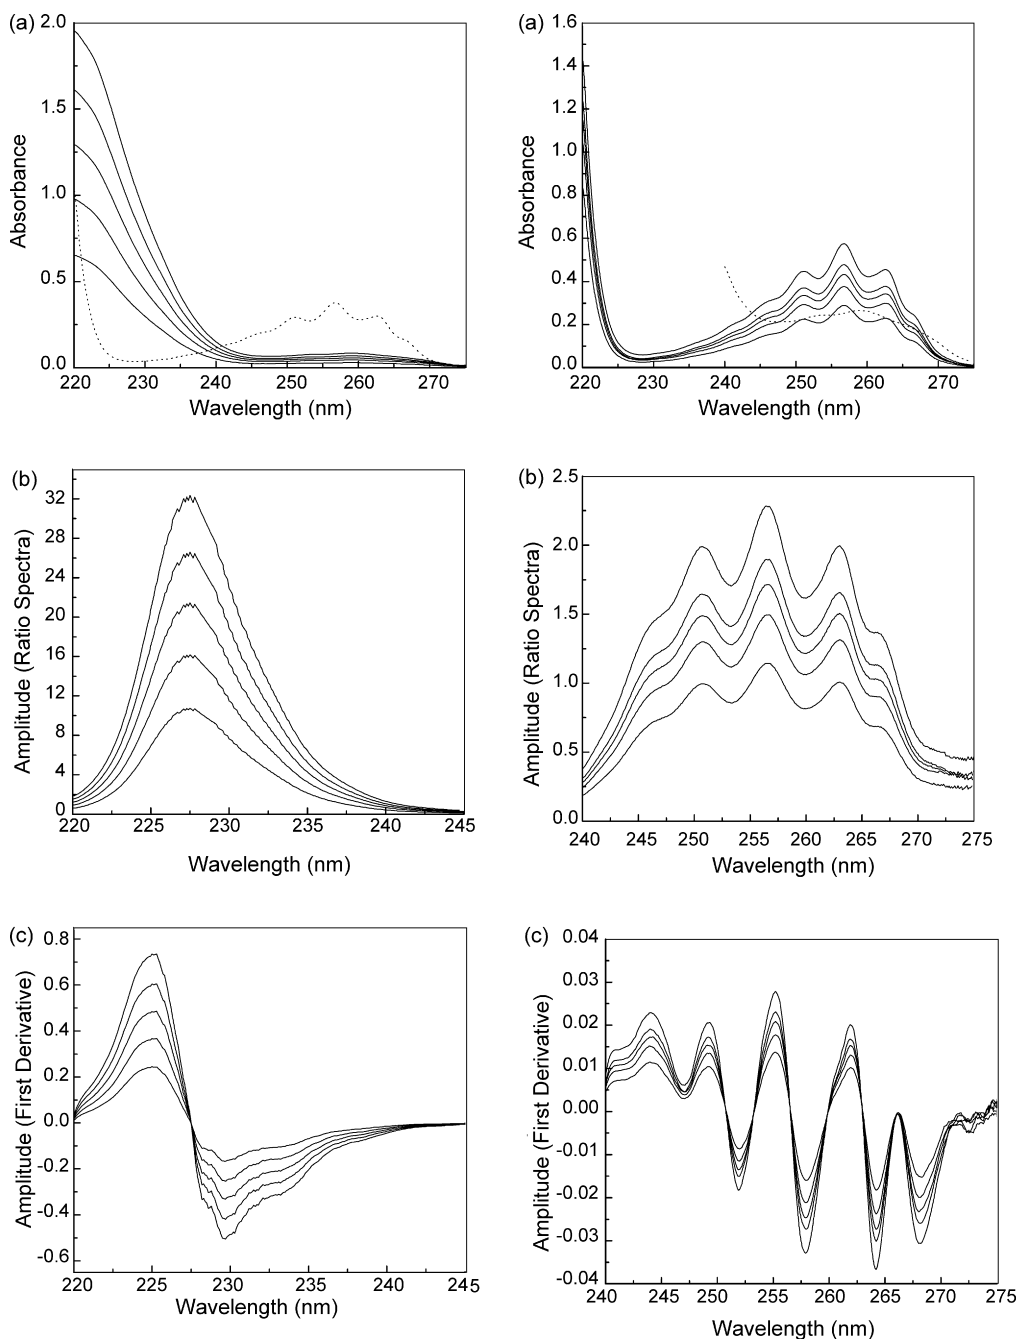 (a)
2.0
1.5
1.0
0.5
0.0
Absorbance
220 230 240 250 260 270
Wavelength (nm)
(a)
1.6
1.4
1.2
1.0
0.8
0.6
0.4
0.2
0.0
Absorbance
220 230 240 250 260 270
Wavelength (nm)
(b)
32
28
24
20
16
12
8
4
0
Amplitude (Ratio Spectra)
220 225 230 235 240 245
Wavelength (nm)
(b)
2.5
2.0
1.5
1.0
0.5
0.0
Amplitude (Ratio Spectra)
240 245 250 255 260 265 270 275
Wavelength (nm)
(c)
0.8
0.6
0.4
0.2
0.0
-0.2
-0.4
-0.6
Amplitude (First Derivative)
220 225 230 235 240 245
Wavelength (nm)
(c)
0.04
0.03
0.02
0.01
0.00
-0.01
-0.02
-0.03
-0.04
Amplitude (First Derivative)
240 245 250 255 260 265 270 275
Wavelength (nm)